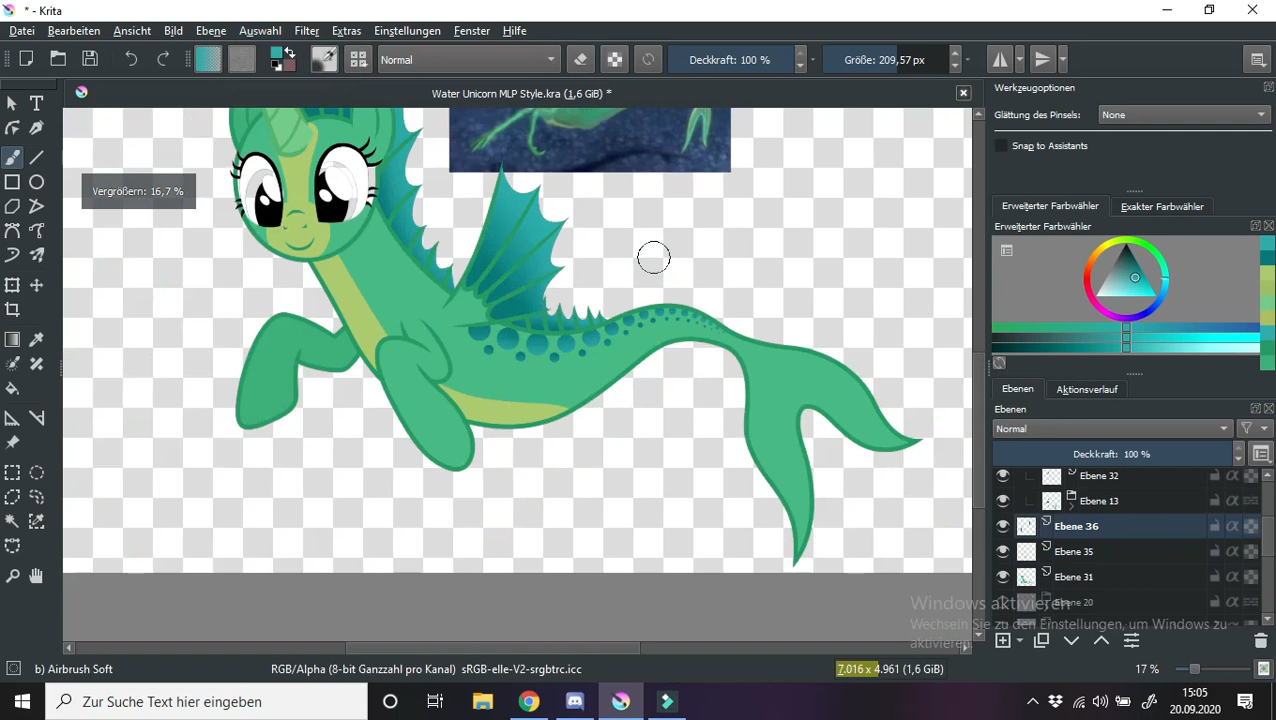 * - Krita
Datei Bearbeiten Ansicht Bild Ebene Auswahl Filter Extras Einstellungen Fenster Hilfe
Normal Deckkraft: 100 % Größe: 209,57 px
Water Unicorn MLP Style.kra (1,6 GiB) *
Werkzeugoptionen
Glättung des Pinsels: None
Snap to Assistants
Vergrößern: 16,7 %
Erweiterter Farbwähler Exakter Farbwähler
Erweiterter Farbwähler
Ebenen Aktionsverlauf
Ebenen
Normal
Deckkraft: 100 %
Ebene 32
Ebene 13
Ebene 36
Ebene 35
Ebene 31
Ebene 20
Windows aktivieren
Wechseln Sie zu den Einstellungen, um Windows zu
aktivieren.
b) Airbrush Soft RGB/Alpha (8-bit Ganzzahl pro Kanal) sRGB-elle-V2-srgbtrc.icc 7.016 x 4.961 (1,6 GiB) 17 %
Zur Suche Text hier eingeben
15:05
20.09.2020